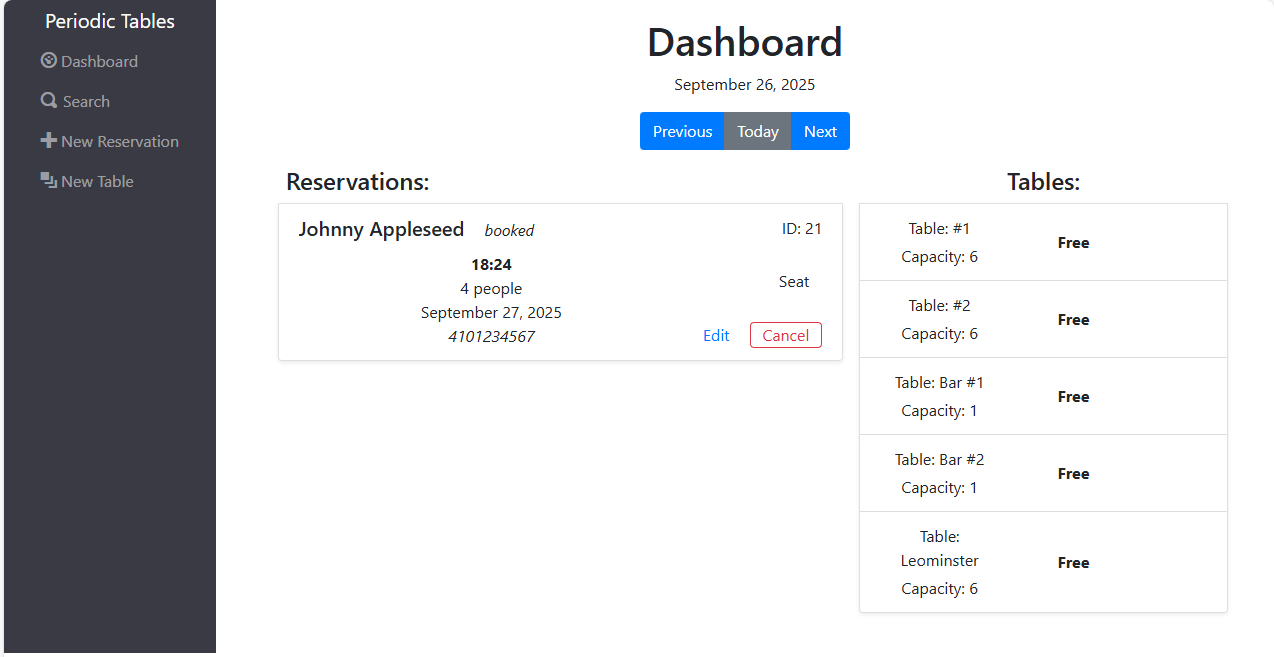 Periodic Tables
Dashboard
Search
New Reservation
New Table
Dashboard
September 26, 2025
Previous Today Next
Reservations:
Johnny Appleseed booked ID: 21
18:24
4 people
Seat
September 27, 2025
4101234567
Edit Cancel
Tables:
Table: #1
Capacity: 6
Free
Table: #2
Capacity: 6
Free
Table: Bar #1
Capacity: 1
Free
Table: Bar #2
Capacity: 1
Free
Table:
Leominster
Capacity: 6
Free